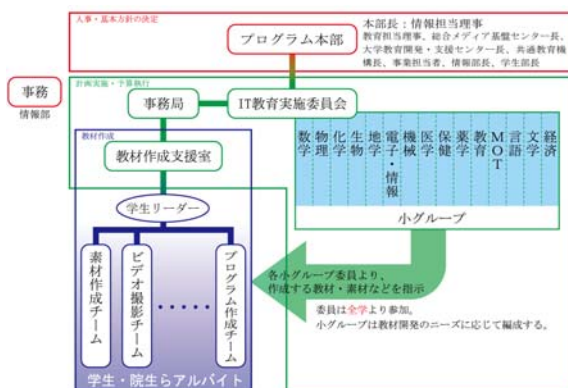 人事・基本方針の決定
プログラム本部
本部長：情報担当理事
教育担当理事、総合メディア基盤センター長、
大学教育開発・支援センター長、共通教育機
構長、事業担当者、情報部長、学生部長
事務
情報部
計画実施・予算執行
事務局
IT教育実施委員会
教材作成
教材作成支援室
数学
物理
化学
生物
地学
電子・情報
機械
医学
保健
薬学
教育
MOT
言語
文学
経済
小グループ
学生リーダー
素材作成チーム
ビデオ撮影チーム
・・・・・
プログラム作成チーム
学生・院生らアルバイト
各小グループ委員より、
作成する教材・素材などを指示
委員は全学より参加。
小グループは教材開発のニーズに応じて編成する。